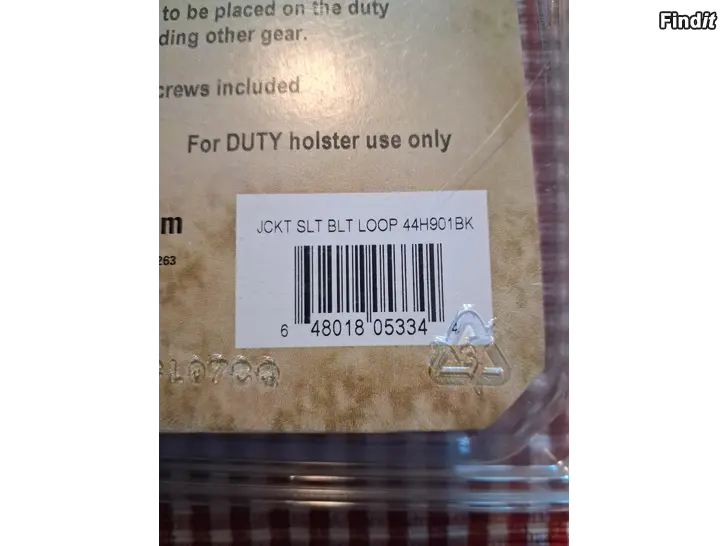 Findit
to be placed on the duty
ding other gear.
crews included
For DUTY holster use only
m
263
JCKT SLT BLT LOOP 44H901BK
6 48018 05334 4